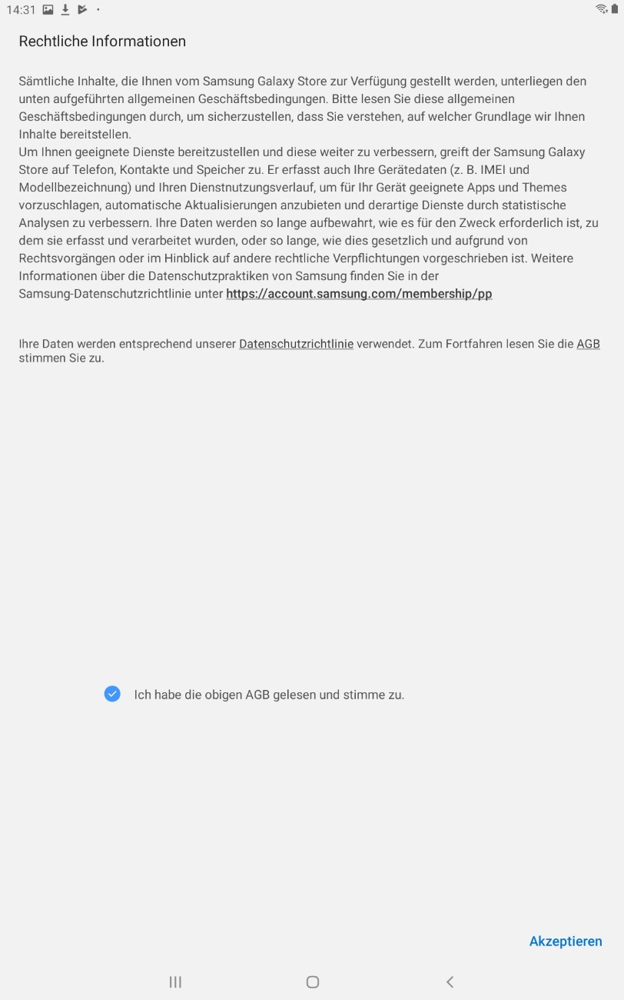 14:31
Rechtliche Informationen
Sämtliche Inhalte, die Ihnen vom Samsung Galaxy Store zur Verfügung gestellt werden, unterliegen den
unten aufgeführten allgemeinen Geschäftsbedingungen. Bitte lesen Sie diese allgemeinen
Geschäftsbedingungen durch, um sicherzustellen, dass Sie verstehen, auf welcher Grundlage wir Ihnen
Inhalte bereitstellen.
Um Ihnen geeignete Dienste bereitzustellen und diese weiter zu verbessern, greift der Samsung Galaxy
Store auf Telefon, Kontakte und Speicher zu. Er erfasst auch Ihre Gerätedaten (z. B. IMEI und
Modellbezeichnung) und Ihren Dienstnutzungsverlauf, um für Ihr Gerät geeignete Apps und Themes
vorzuschlagen, automatische Aktualisierungen anzubieten und derartige Dienste durch statistische
Analysen zu verbessern. Ihre Daten werden so lange aufbewahrt, wie es für den Zweck erforderlich ist, zu
dem sie erfasst und verarbeitet wurden, oder so lange, wie dies gesetzlich und aufgrund von
Rechtsvorgängen oder im Hinblick auf andere rechtliche Verpflichtungen vorgeschrieben ist. Weitere
Informationen über die Datenschutzpraktiken von Samsung finden Sie in der
Samsung-Datenschutzrichtlinie unter https://account.samsung.com/membership/pp
Ihre Daten werden entsprechend unserer Datenschutzrichtlinie verwendet. Zum Fortfahren lesen Sie die AGB
stimmen Sie zu.
Ich habe die obigen AGB gelesen und stimme zu.
Akzeptieren